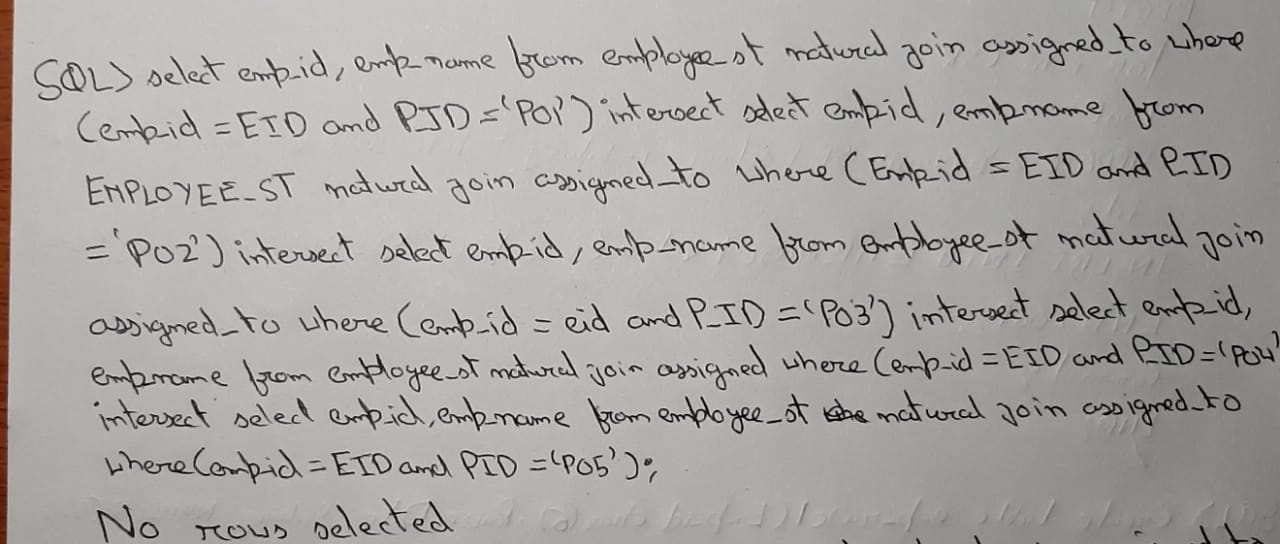 SQL> select emp_id, emp_name from employee_st natural join assigned_to where
(emp_id = EID and P_ID = 'P01') intersect select emp_id, emp_name from
EMPLOYEE_ST natural join assigned_to where (Emp_id = EID and P_ID
= 'P02') intersect select emp_id, emp_name from employee_st natural join
assigned_to where (emp_id = eid and P_ID = 'P03') intersect select emp_id,
emp_name from employee_st natural join assigned where (emp_id = EID and P_ID = 'P04'
intersect select emp_id, emp_name from employee_st natural join assigned_to
where (emp_id = EID and PID = 'P05');
No rows selected